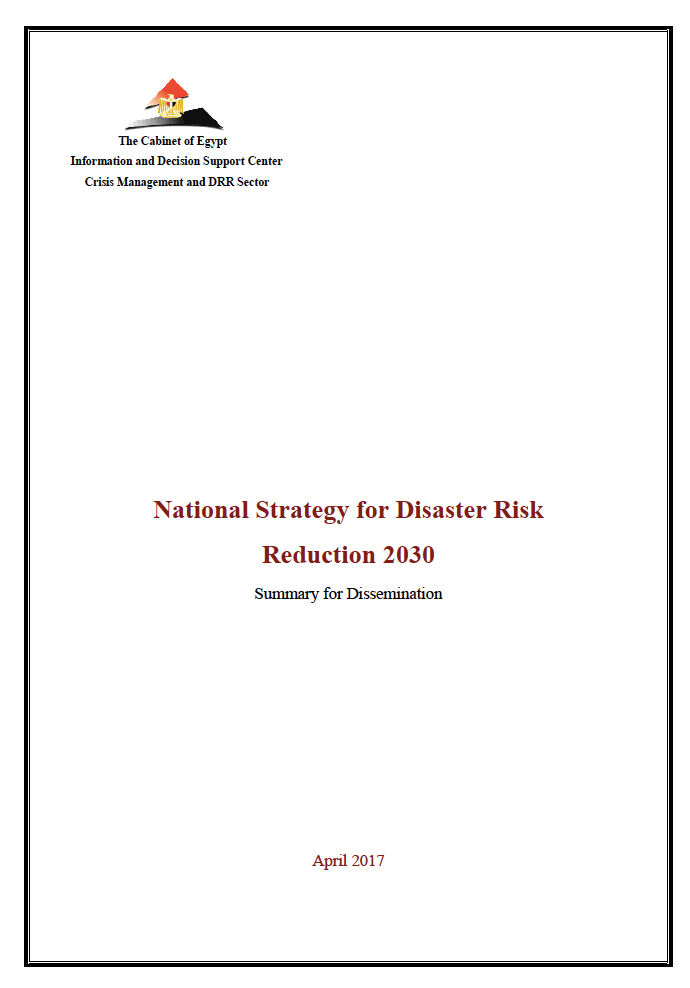 The Cabinet of Egypt
Information and Decision Support Center
Crisis Management and DRR Sector
National Strategy for Disaster Risk
Reduction 2030
Summary for Dissemination
April 2017